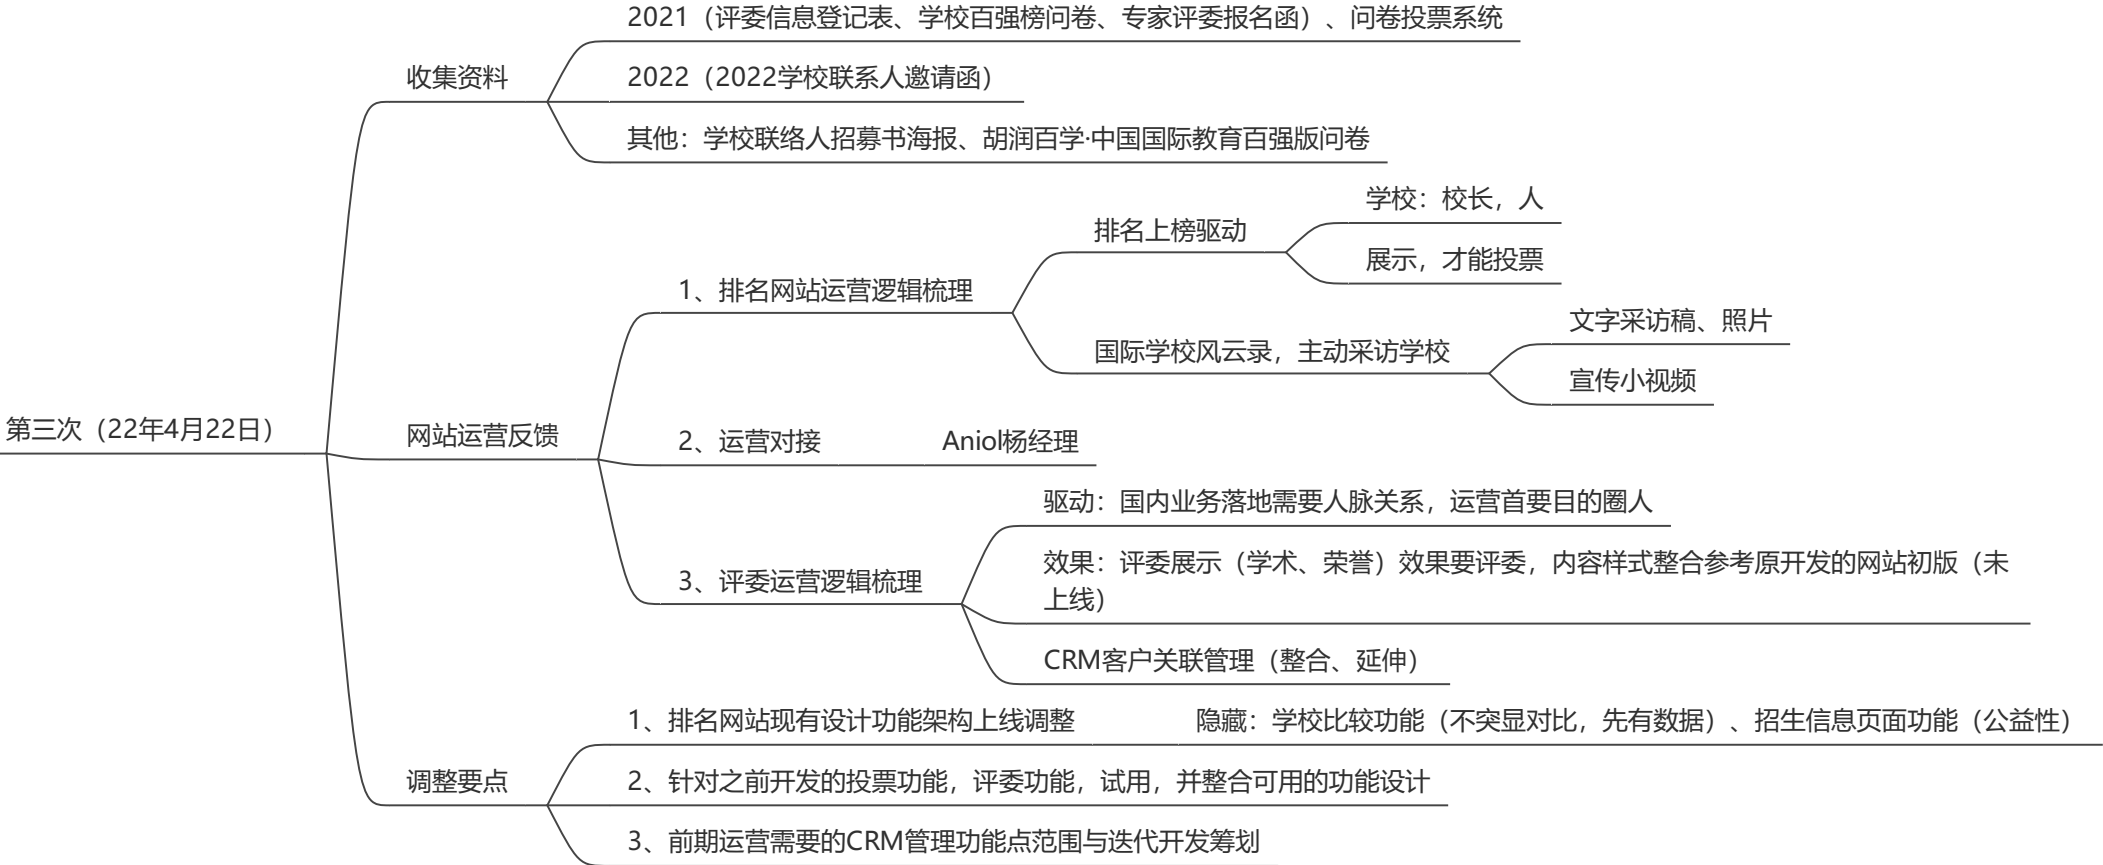 第三次（22年4月22日）
收集资料
2021（评委信息登记表、学校百强榜问卷、专家评委报名函）、问卷投票系统
2022（2022学校联系人邀请函）
其他：学校联络人招募书海报、胡润百学·中国国际教育百强版问卷
网站运营反馈
1、排名网站运营逻辑梳理
排名上榜驱动
学校：校长，人
展示，才能投票
国际学校风云录，主动采访学校
文字采访稿、照片
宣传小视频
2、运营对接
Aniol杨经理
3、评委运营逻辑梳理
驱动：国内业务落地需要人脉关系，运营首要目的圈人
效果：评委展示（学术、荣誉）效果要评委，内容样式整合参考原开发的网站初版（未
上线）
CRM客户关联管理（整合、延伸）
调整要点
1、排名网站现有设计功能架构上线调整
隐藏：学校比较功能（不突显对比，先有数据）、招生信息页面功能（公益性）
2、针对之前开发的投票功能，评委功能，试用，并整合可用的功能设计
3、前期运营需要的CRM管理功能点范围与迭代开发筹划